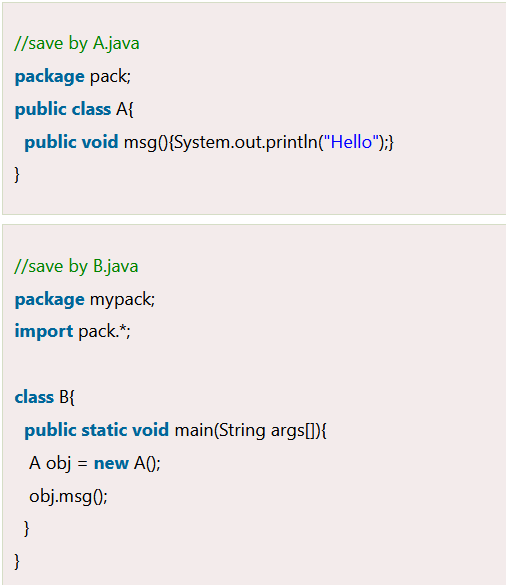 //save by A.java
package pack;
public class A{
public void msg(){System.out.println("Hello");}
}
//save by B.java
package mypack;
import pack.*;
class B{
public static void main(String args[]){
A obj = new A();
obj.msg();
}
}